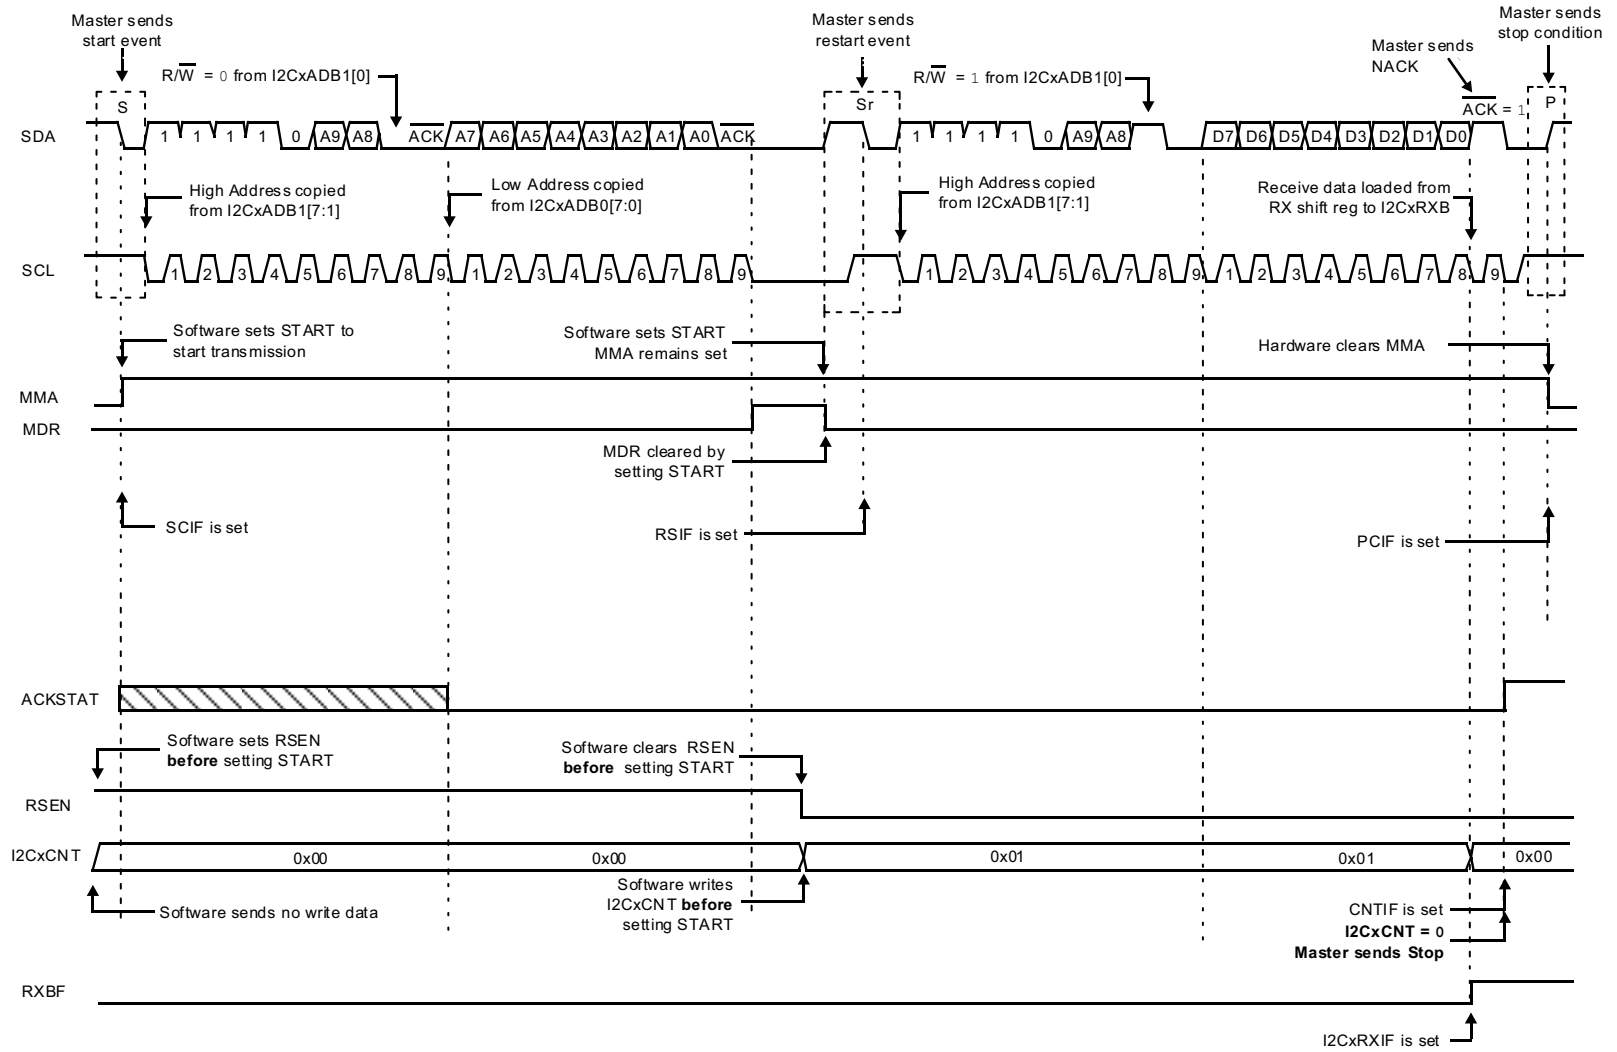 Master sends
start event
Master sends
restart event
Master sends
stop condition
Master sends
NACK
R/W = 0 from I2CxADB1[0]
R/W = 1 from I2CxADB1[0]
ACK = 1
S
Sr
P
SDA
1 1 1 1 0 A9 A8 ACK A7 A6 A5 A4 A3 A2 A1 A0 ACK 1 1 1 1 0 A9 A8 D7 D6 D5 D4 D3 D2 D1 D0
High Address copied
from I2CxADB1[7:1]
Low Address copied
from I2CxADB0[7:0]
High Address copied
from I2CxADB1[7:1]
Receive data loaded from
RX shift reg to I2CxRXB
SCL
1 2 3 4 5 6 7 8 9 1 2 3 4 5 6 7 8 9 1 2 3 4 5 6 7 8 9 1 2 3 4 5 6 7 8 9
Software sets START to
start transmission
Software sets START
MMA remains set
Hardware clears MMA
MMA
MDR
MDR cleared by
setting START
SCIF is set
RSIF is set
PCIF is set
ACKSTAT
Software sets RSEN
before setting START
Software clears RSEN
before setting START
RSEN
I2CxCNT
0x00
0x00
0x01
0x01
0x00
Software sends no write data
Software writes
I2CxCNT before
setting START
CNTIF is set
I2CxCNT = 0
Master sends Stop
RXBF
I2CxRXIF is set